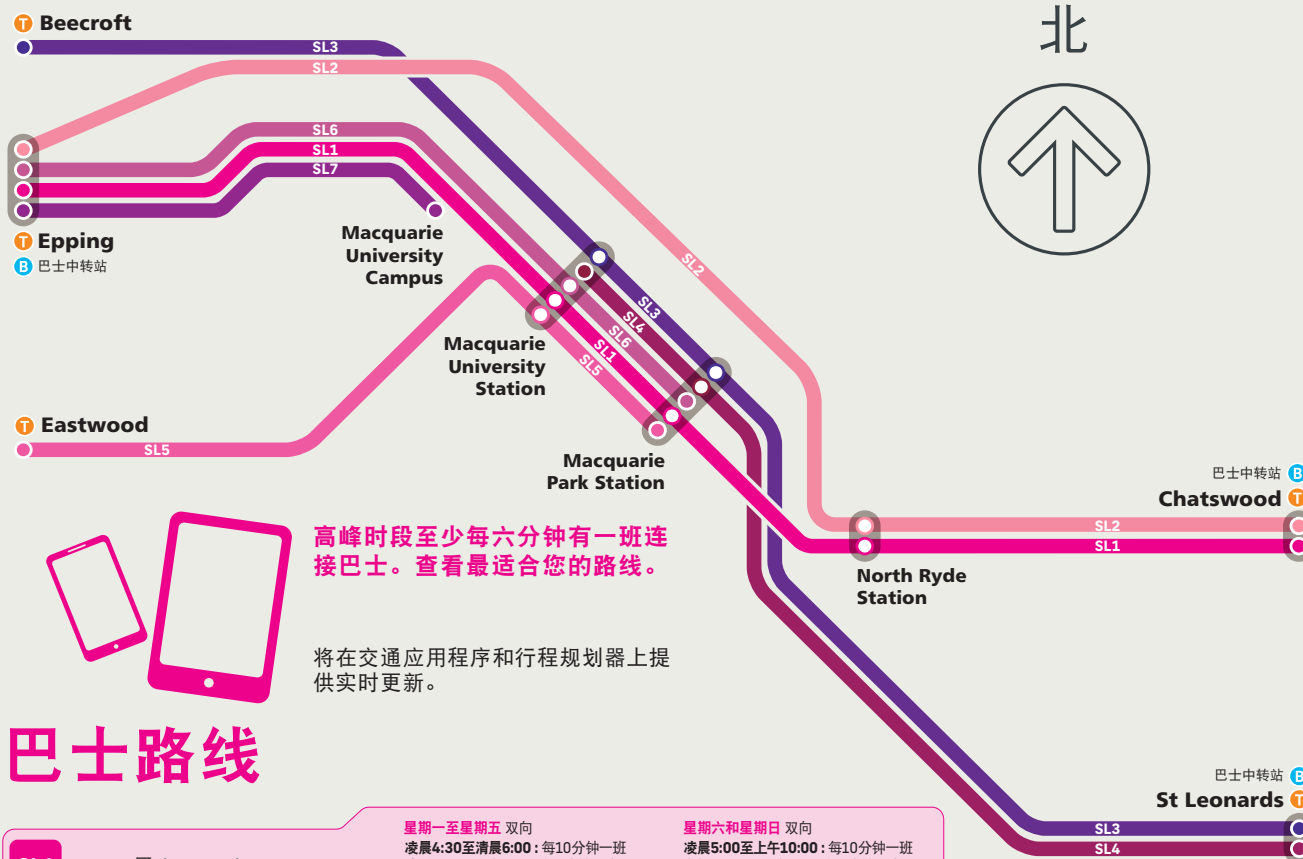 北
T Beecroft
SL3
SL2
SL6
SL1
SL7
T Epping
B 巴士中转站
Macquarie
University
Campus
SL2
SL3
SL4
SL6
SL1
SL5
Macquarie
University
Station
T Eastwood
SL5
Macquarie
Park Station
巴士中转站 B
Chatswood T
SL2
SL1
North Ryde
Station
高峰时段至少每六分钟有一班连
接巴士。查看最适合您的路线。
将在交通应用程序和行程规划器上提
供实时更新。
巴士路线
巴士中转站 B
St Leonards T
SL3
SL4
星期一至星期五 双向
凌晨4:30至清晨6:00：每10分钟一班
星期六和星期日 双向
凌晨5:00至上午10:00：每10分钟一班